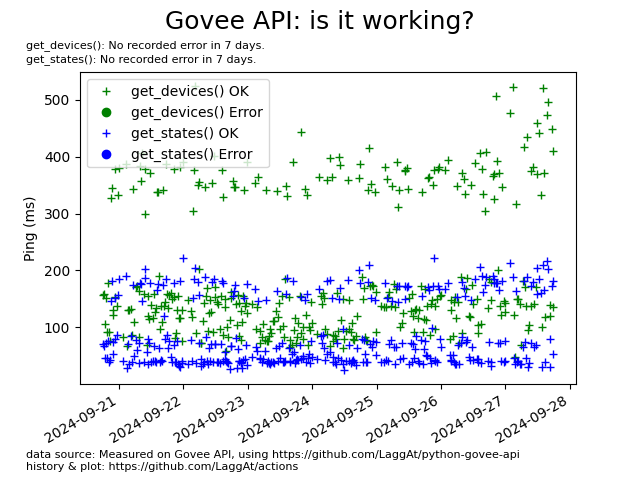 Govee API: is it working?
get_devices(): No recorded error in 7 days.
get_states(): No recorded error in 7 days.
get_devices() OK
get_devices() Error
get_states() OK
get_states() Error
Ping (ms)
500
400
300
200
100
2024-09-21
2024-09-22
2024-09-23
2024-09-24
2024-09-25
2024-09-26
2024-09-27
2024-09-28
data source: Measured on Govee API, using https://github.com/LaggAt/python-govee-api
history & plot: https://github.com/LaggAt/actions